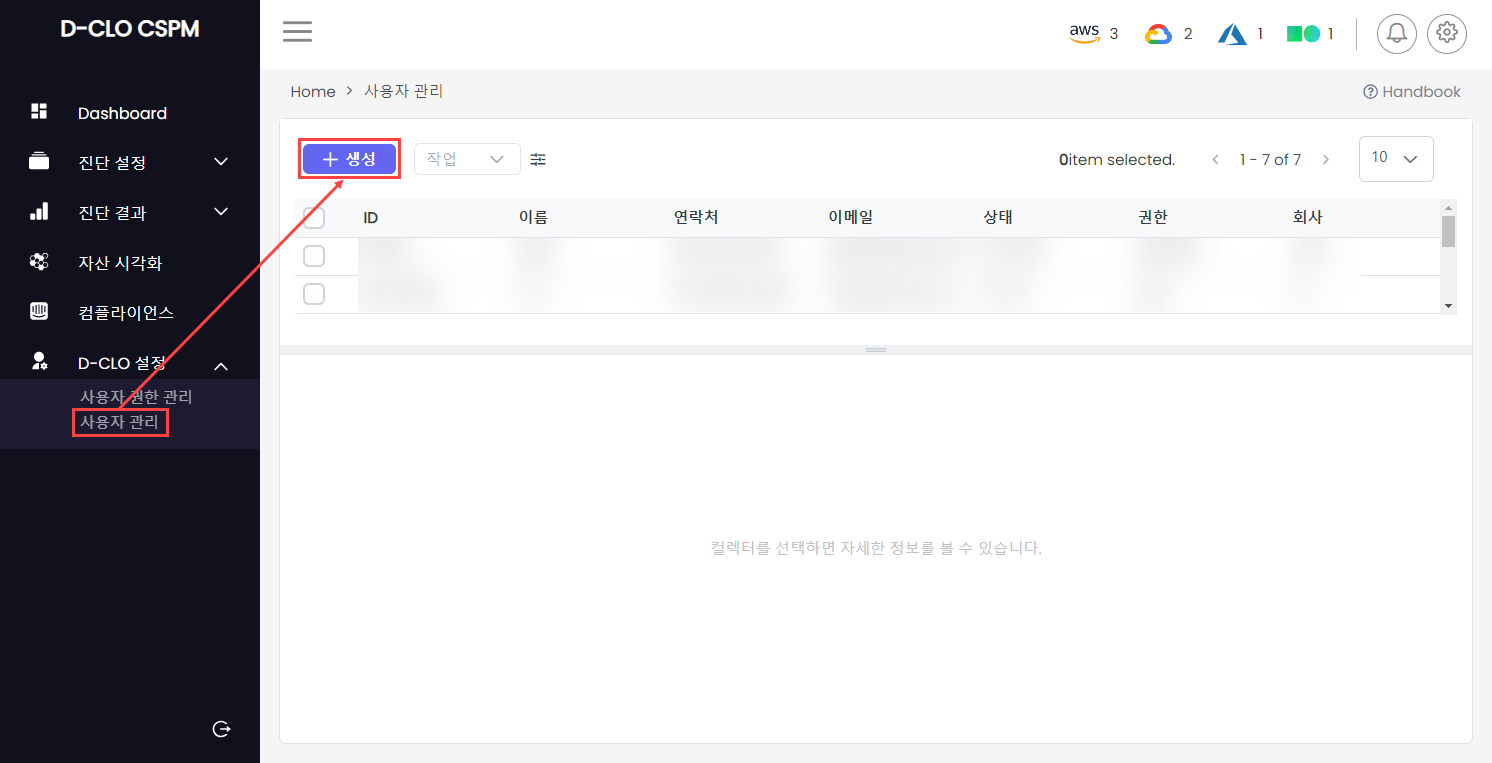 D-CLO CSPM
aws 3 2 1 1
Dashboard
진단 설정
진단 결과
자산 시각화
컴플라이언스
D-CLO 설정
사용자 권한 관리
사용자 관리
Home > 사용자 관리
Handbook
+ 생성 작업
0item selected. < 1 - 7 of 7 > 10
ID 이름 연락처 이메일 상태 권한 회사
컬렉터를 선택하면 자세한 정보를 볼 수 있습니다.